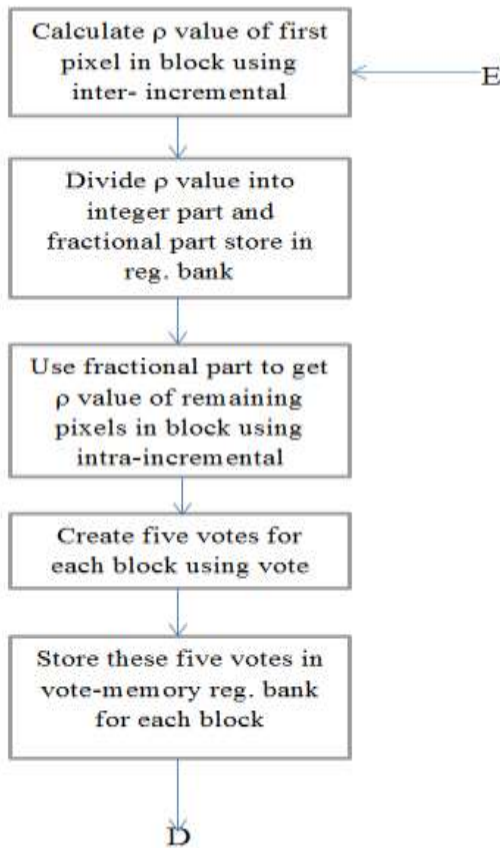 Calculate ρ value of first
pixel in block using
inter- incremental
E
Divide ρ value into
integer part and
fractional part store in
reg. bank
Use fractional part to get
ρ value of remaining
pixels in block using
intra-incremental
Create five votes for
each block using vote
Store these five votes in
vote-memory reg. bank
for each block
D